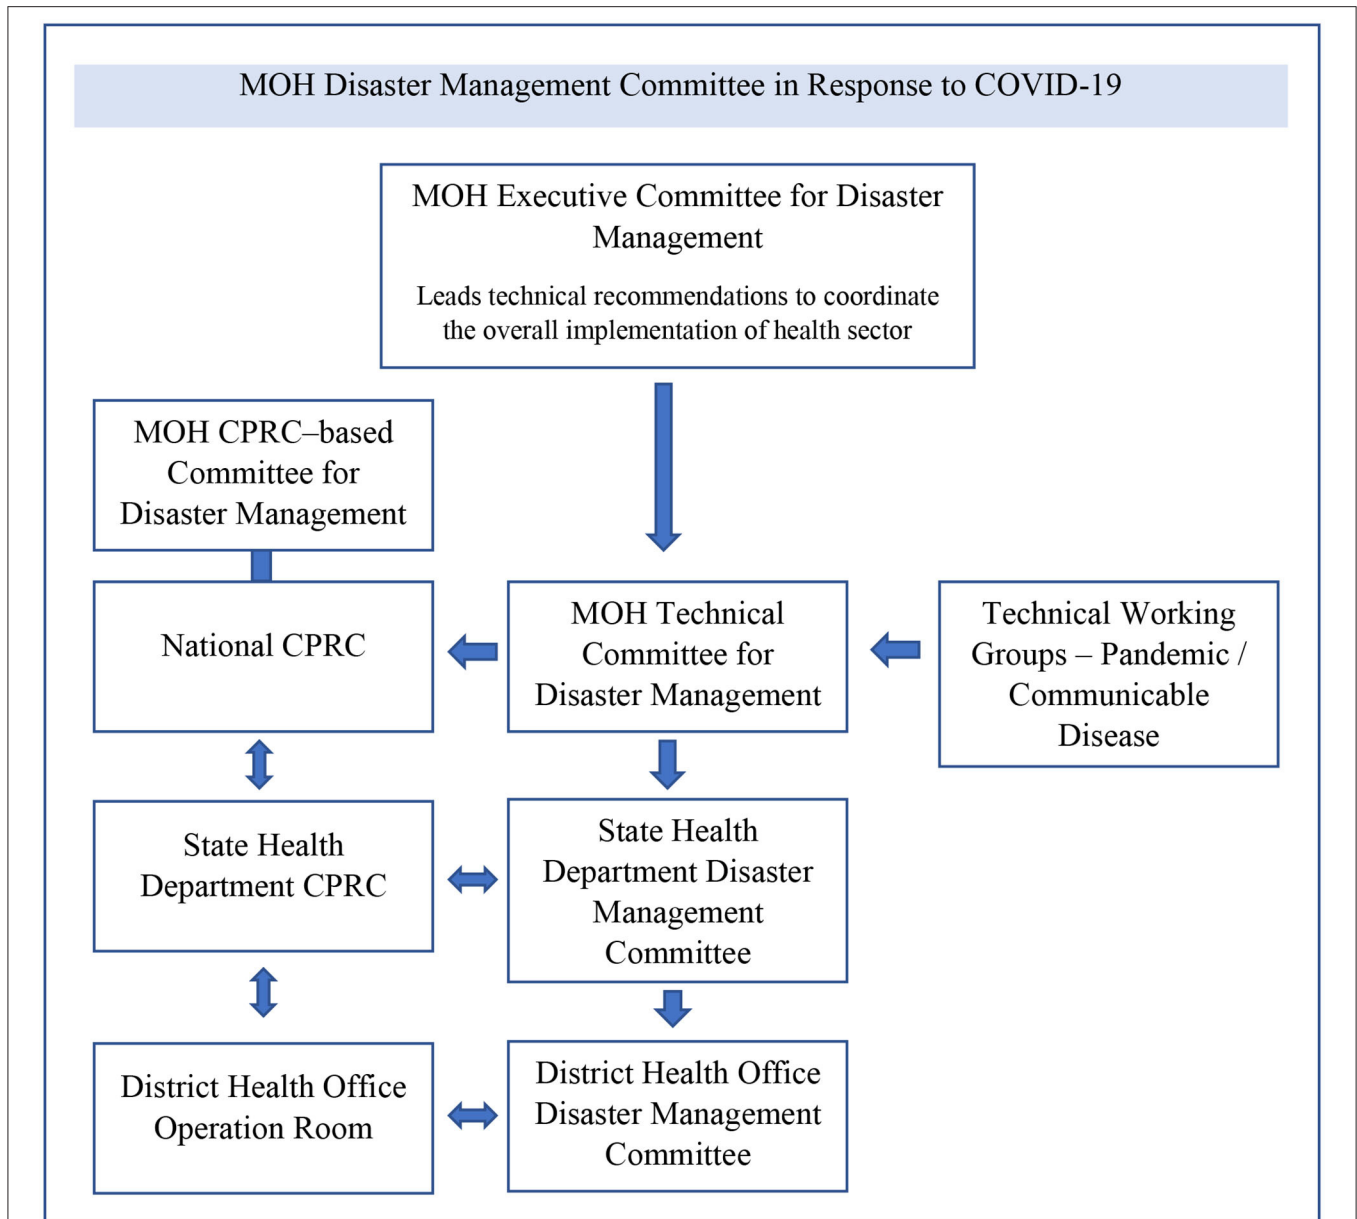 MOH Disaster Management Committee in Response to COVID-19
MOH Executive Committee for Disaster
Management
Leads technical recommendations to coordinate
the overall implementation of health sector
MOH CPRC–based
Committee for
Disaster Management
National CPRC
MOH Technical
Committee for
Disaster Management
Technical Working
Groups – Pandemic /
Communicable
Disease
State Health
Department CPRC
State Health
Department Disaster
Management
Committee
District Health Office
Operation Room
District Health Office
Disaster Management
Committee